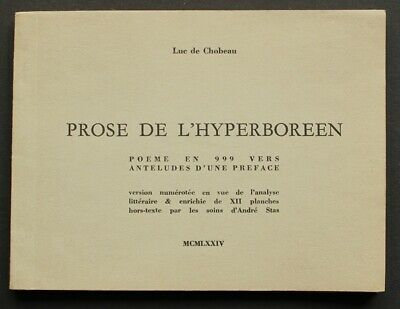 Luc de Chobeau
PROSE DE L'HYPERBOREEN
POEME EN 999 VERS
ANTELUDES D'UNE PREFACE
version numérotée en vue de l'analyse
littéraire & enrichie de XII planches
hors-texte par les soins d'André Stas
MCMLXXIV